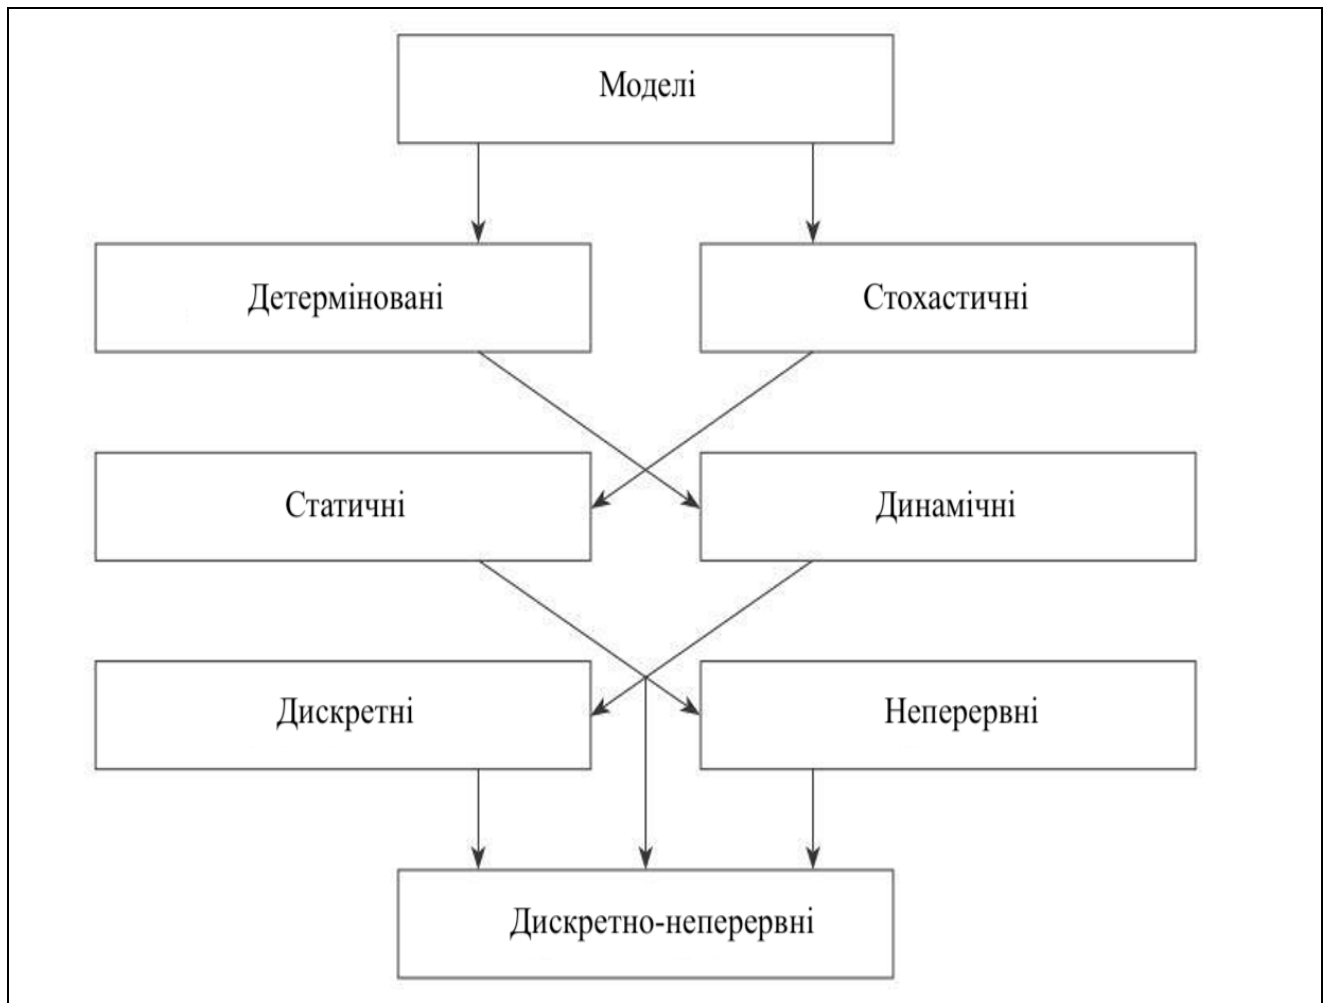 Моделі
Детерміновані
Стохастичні
Статичні
Динамічні
Дискретні
Неперервні
Дискретно-неперервні